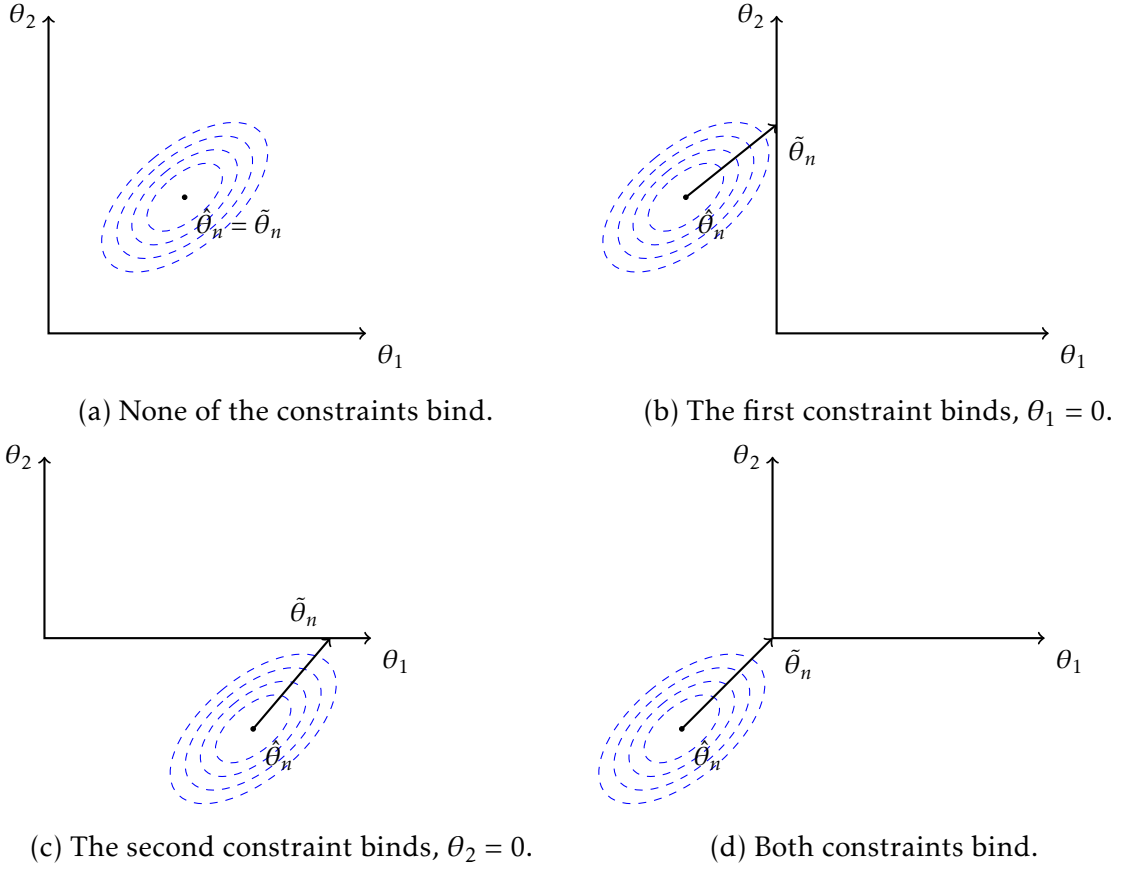 θ₂
θ̂ₙ = θ̃ₙ
θ₁
(a) None of the constraints bind.
θ₂
θ̃ₙ
θ̂ₙ
θ₁
(b) The first constraint binds, θ₁ = 0.
θ₂
θ̃ₙ
θ₁
θ̂ₙ
(c) The second constraint binds, θ₂ = 0.
θ₂
θ̃ₙ
θ₁
θ̂ₙ
(d) Both constraints bind.